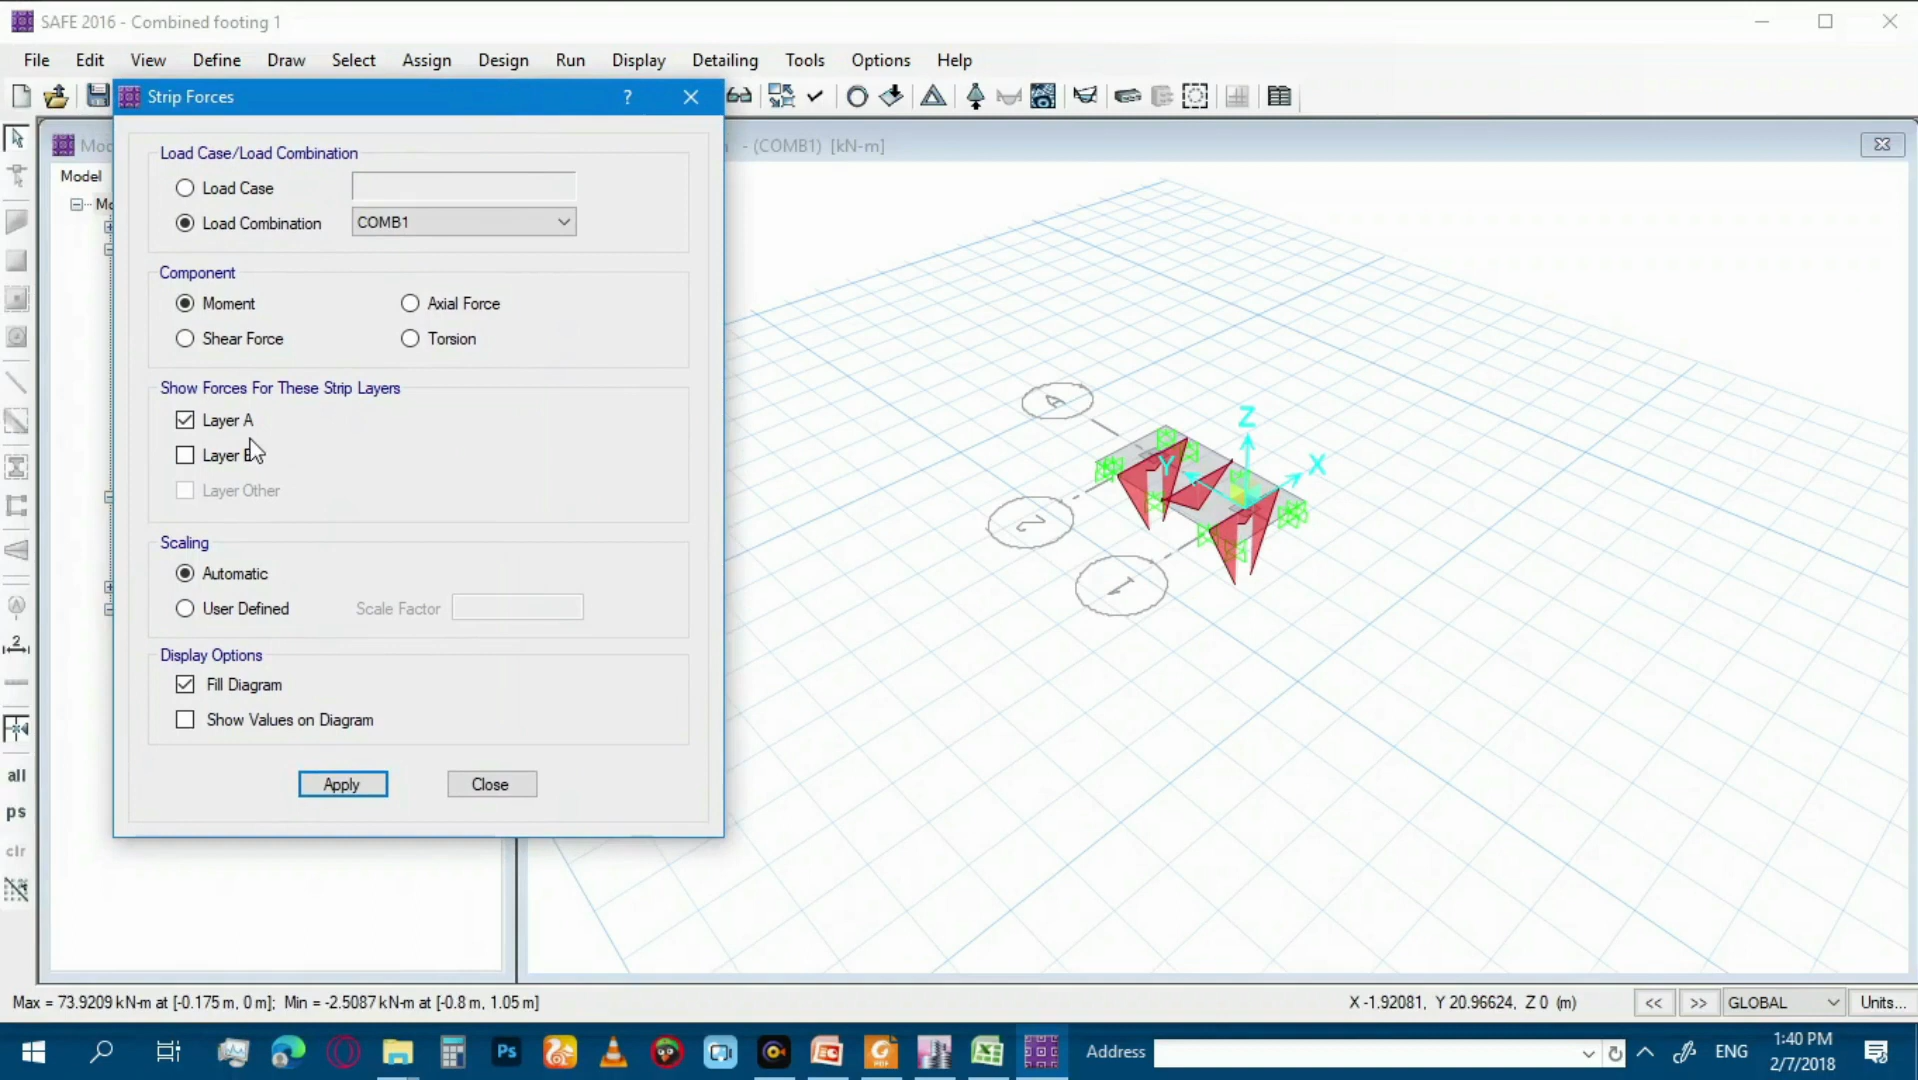 SAFE 2016 - Combined footing 1
File Edit View Define Draw Select Assign Design Run Display Detailing Tools Options Help
Strip Forces ?
- (COMB1) [kN-m]
Model
Load Case/Load Combination
Load Case
Load Combination COMB1
Component
Moment Axial Force
Shear Force Torsion
Show Forces For These Strip Layers
Layer A
Layer
Layer Other
Scaling
Automatic
User Defined Scale Factor
Display Options
Fill Diagram
Show Values on Diagram
Apply Close
A
2
1
Z
Y
X
2
all
ps
clr
Max = 73.9209 kN-m at [-0.175 m, 0 m]; Min = -2.5087 kN-m at [-0.8 m, 1.05 m]
X -1.92081, Y 20.96624, Z 0 (m) << >> GLOBAL Units...
Ps
Address
ENG
1:40 PM
2/7/2018